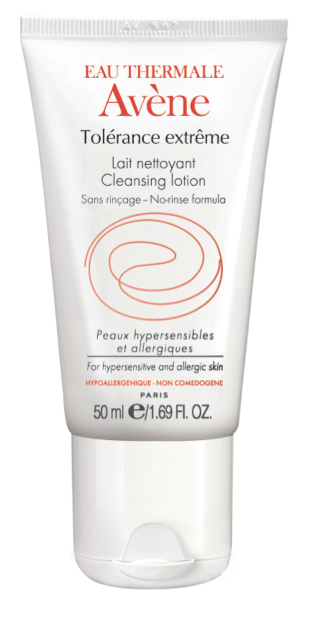 EAU THERMALE
Avène
Tolérance extrême
Lait nettoyant
Cleansing lotion
Sans rinçage – No-rinse formula
Peaux hypersensibles
et allergiques
For hypersensitive and allergic skin
HYPOALLERGENIQUE - NON COMEDOGENE
PARIS
50 ml ℮/1.69 Fl. OZ.